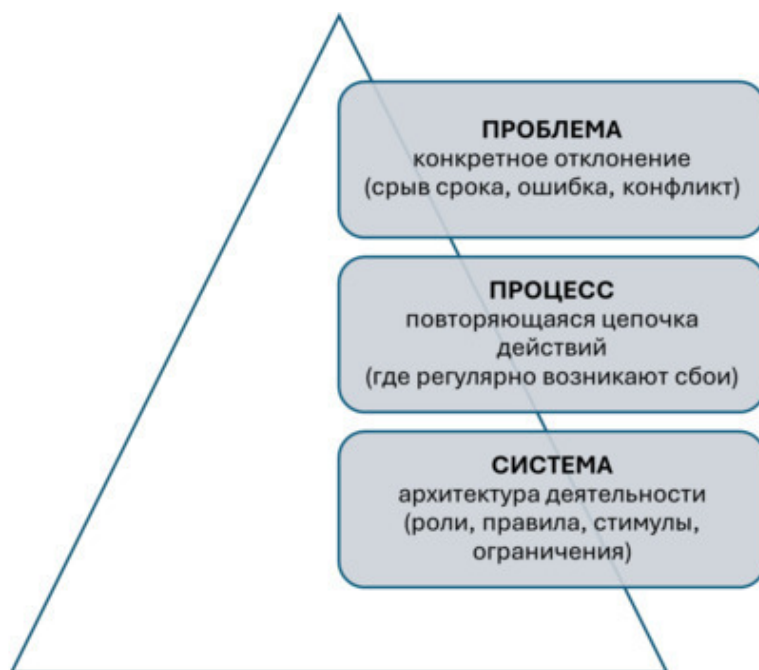 ПРОБЛЕМА
конкретное отклонение
(срыв срока, ошибка, конфликт)
ПРОЦЕСС
повторяющаяся цепочка
действий
(где регулярно возникают сбои)
СИСТЕМА
архитектура деятельности
(роли, правила, стимулы,
ограничения)